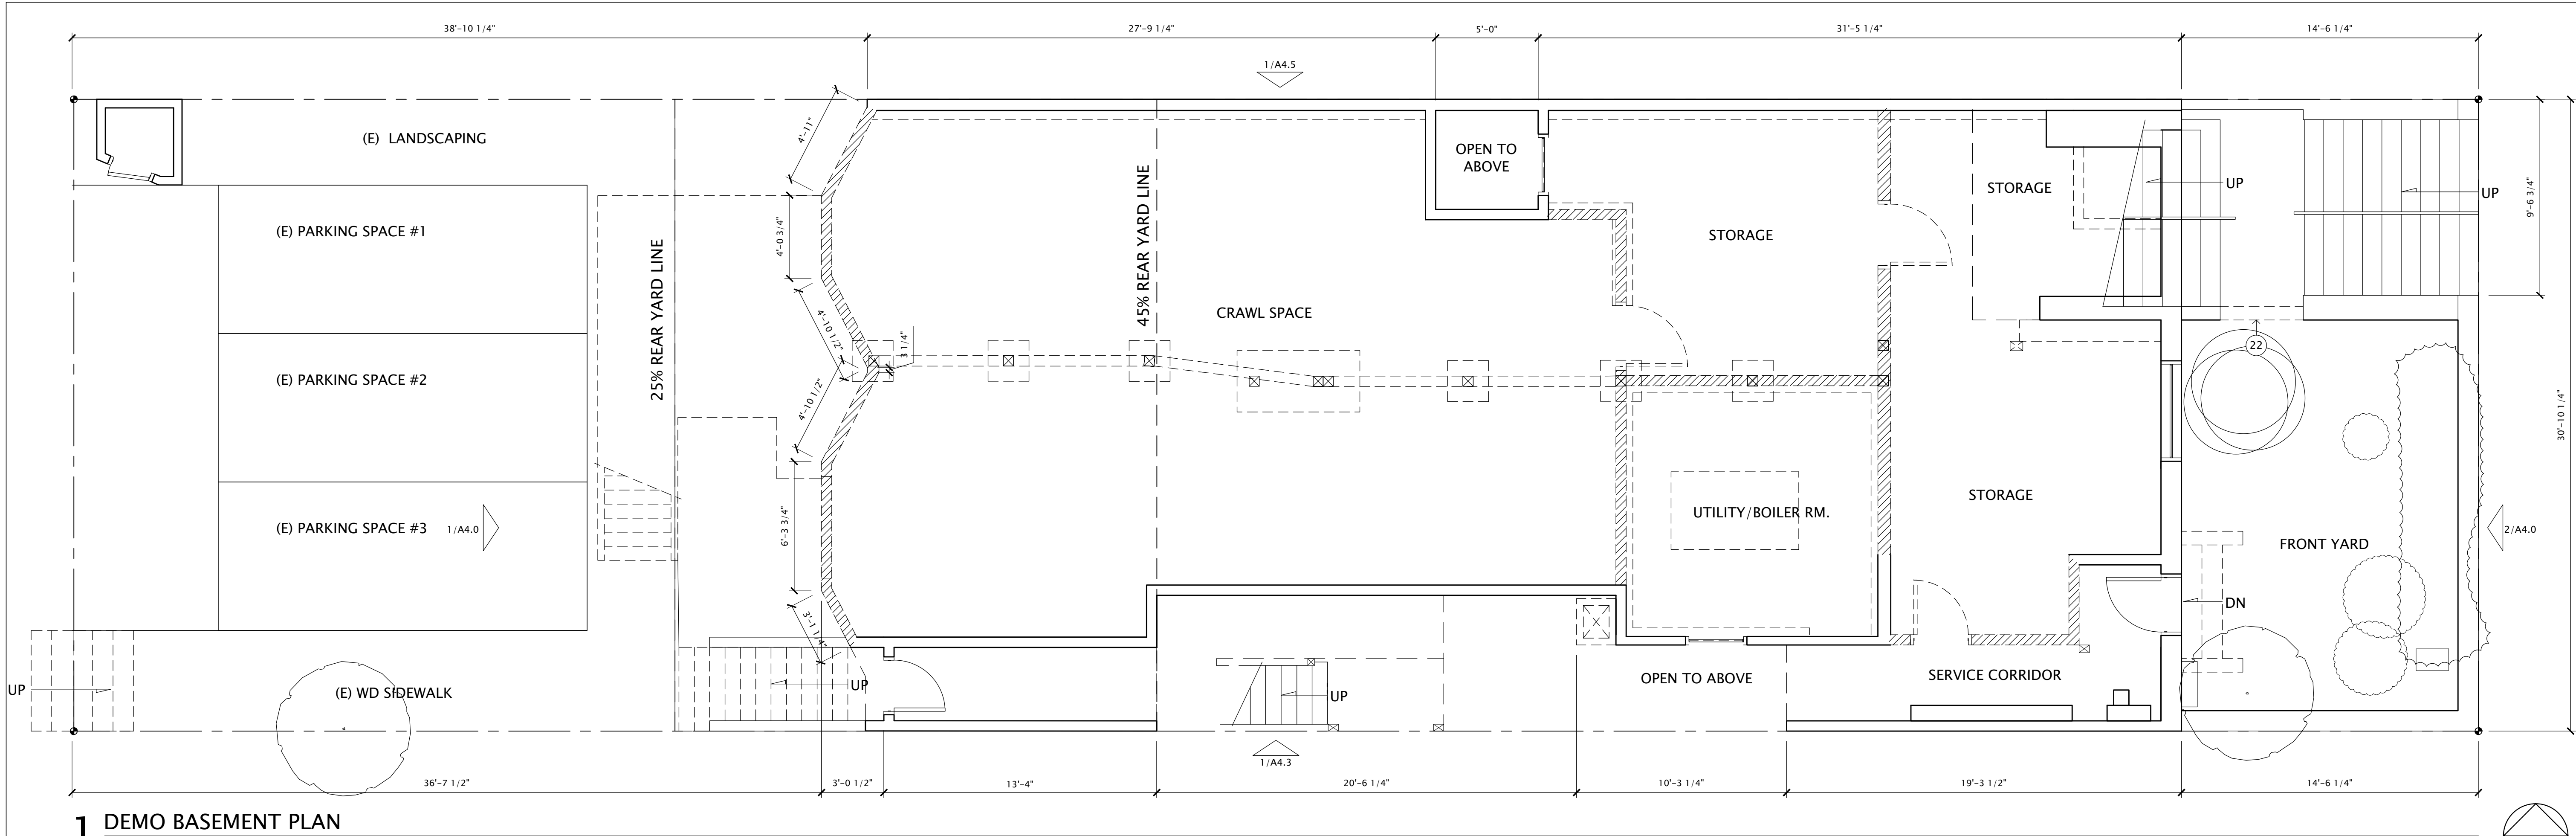 38'-10 1/4"
27'-9 1/4"
5'-0"
31'-5 1/4"
14'-6 1/4"
1/A4.5
4'-11"
(E) LANDSCAPING
OPEN TO
ABOVE
STORAGE
UP
UP
9'-6 3/4"
(E) PARKING SPACE #1
4'-0 3/4"
45% REAR YARD LINE
STORAGE
25% REAR YARD LINE
CRAWL SPACE
4'-10 1/2"
3 1/4"
22
(E) PARKING SPACE #2
4'-10 1/2"
30'-10 1/4"
STORAGE
UTILITY/BOILER RM.
(E) PARKING SPACE #3
1/A4.0
6'-3 3/4"
FRONT YARD
2/A4.0
DN
3'-1 1/4"
UP
(E) WD SIDEWALK
UP
UP
OPEN TO ABOVE
SERVICE CORRIDOR
1/A4.3
36'-7 1/2"
3'-0 1/2"
13'-4"
20'-6 1/4"
10'-3 1/4"
19'-3 1/2"
14'-6 1/4"
1 DEMO BASEMENT PLAN